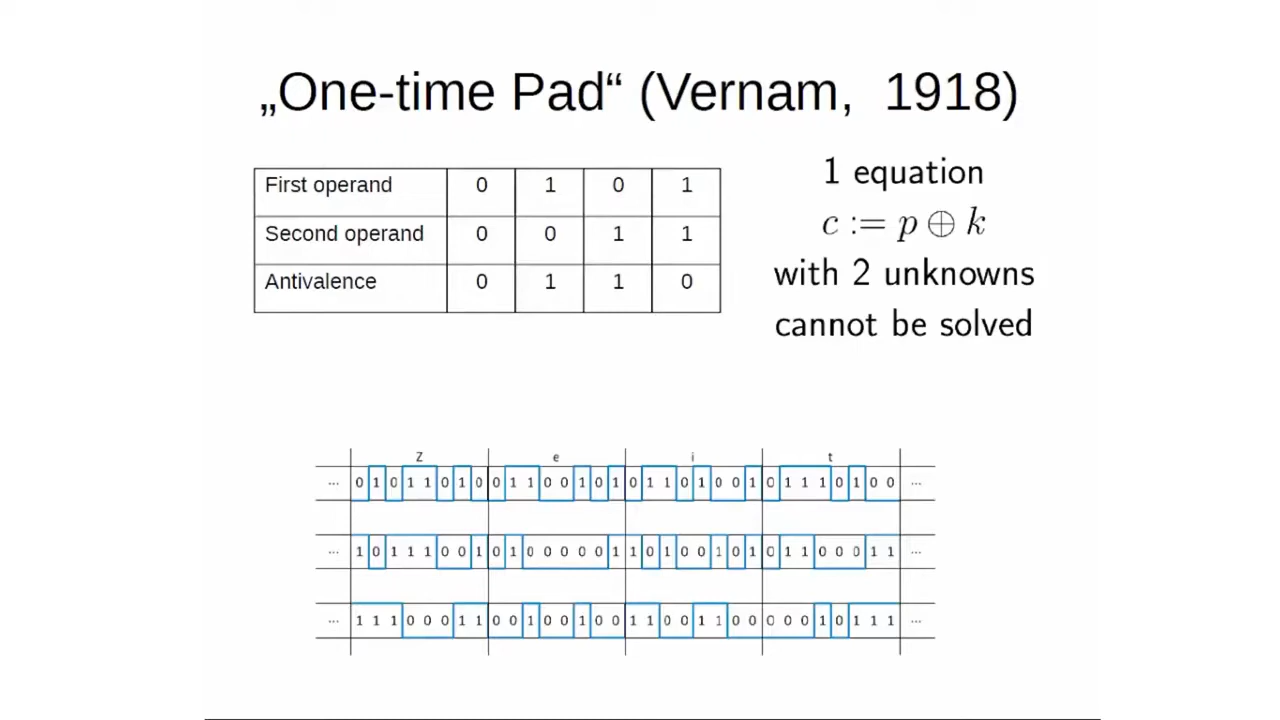 „One-time Pad“ (Vernam, 1918)
First operand 0 1 0 1
Second operand 0 0 1 1
Antivalence 0 1 1 0
1 equation
c := p ⊕ k
with 2 unknowns
cannot be solved
Z e i t
... 0 1 0 1 1 0 1 0 0 1 1 0 0 1 0 1 0 1 1 0 1 0 0 1 0 1 1 1 0 1 0 0 ...
... 1 0 1 1 1 0 0 1 0 1 0 0 0 0 0 1 1 0 1 0 0 1 0 1 0 1 1 0 0 0 1 1 ...
... 1 1 1 0 0 0 1 1 0 0 1 0 0 1 0 0 1 1 0 0 1 1 0 0 0 0 0 1 0 1 1 1 ...